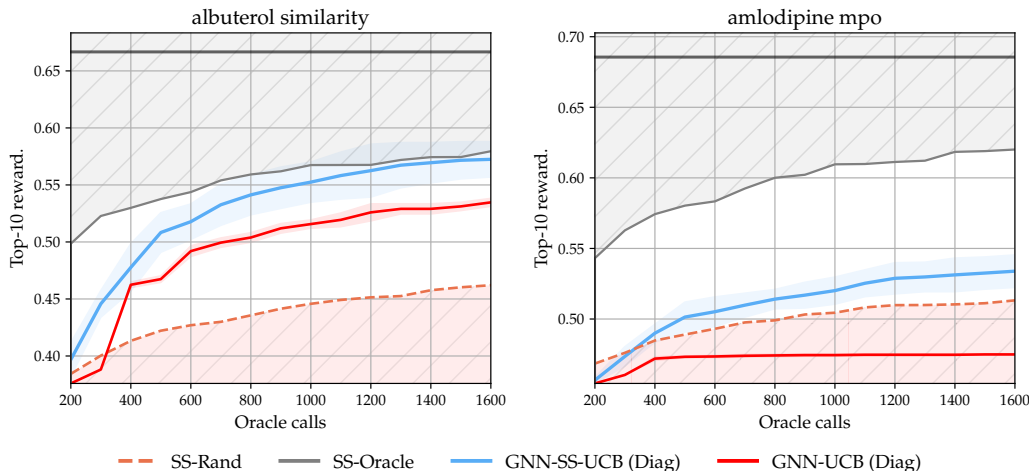 albuterol similarity
Top-10 reward.
0.65
0.60
0.55
0.50
0.45
0.40
200 400 600 800 1000 1200 1400 1600
Oracle calls
amlodipine mpo
Top-10 reward.
0.70
0.65
0.60
0.55
0.50
200 400 600 800 1000 1200 1400 1600
Oracle calls
SS-Rand SS-Oracle GNN-SS-UCB (Diag) GNN-UCB (Diag)